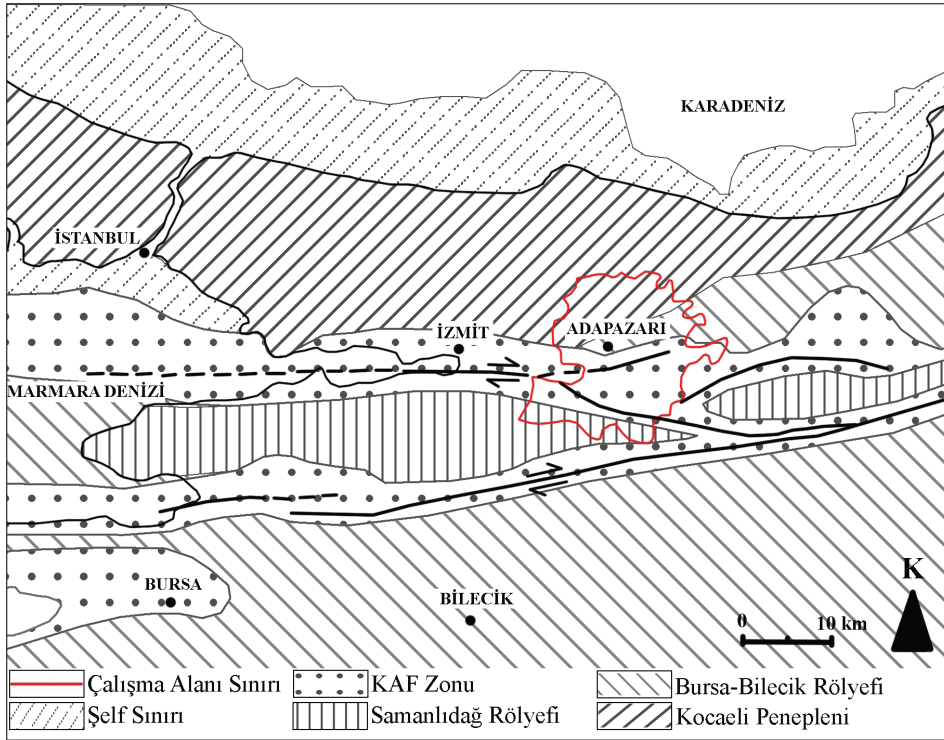 KARADENİZ
İSTANBUL
İZMİT
ADAPAZARI
MARMARA DENİZİ
BURSA
BİLECİK
K
0 10 km
Çalışma Alanı Sınırı
KAF Zonu
Bursa-Bilecik Rölyefi
Şelf Sınırı
Samanlıdağ Rölyefi
Kocaeli Penepleni